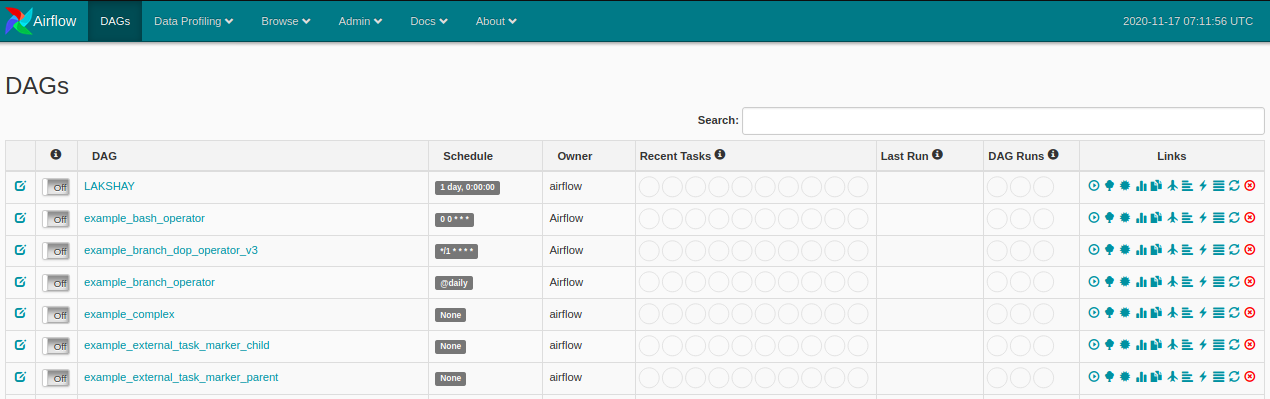 Airflow DAGs Data Profiling Browse Admin Docs About 2020-11-17 07:11:56 UTC
DAGs
Search:
DAG Schedule Owner Recent Tasks Last Run DAG Runs Links
Off LAKSHAY 1 day, 0:00:00 airflow
Off example_bash_operator 0 0 * * * Airflow
Off example_branch_dop_operator_v3 */1 * * * * Airflow
Off example_branch_operator @daily Airflow
Off example_complex None airflow
Off example_external_task_marker_child None airflow
Off example_external_task_marker_parent None airflow